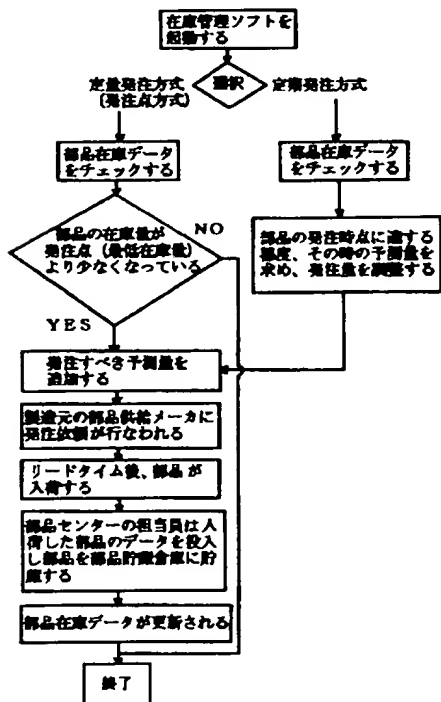 在庫管理ソフトを
起動する
選択
定量発注方式
(発注点方式)
定期発注方式
部品在庫データ
をチェックする
部品在庫データ
をチェックする
部品の在庫量が
発注点(最低在庫量)
より少なくなっている
NO
YES
部品の発注時点に達する
都度、その時の予測量を
求め、発注量を調整する
発注すべき予測量を
追加する
製造元の部品供給メーカに
発注依頼が行なわれる
リードタイム後、部品が
入荷する
部品センターの担当員は入
荷した部品のデータを投入
し部品を部品貯蔵倉庫に貯
蔵する
部品在庫データが更新される
終了